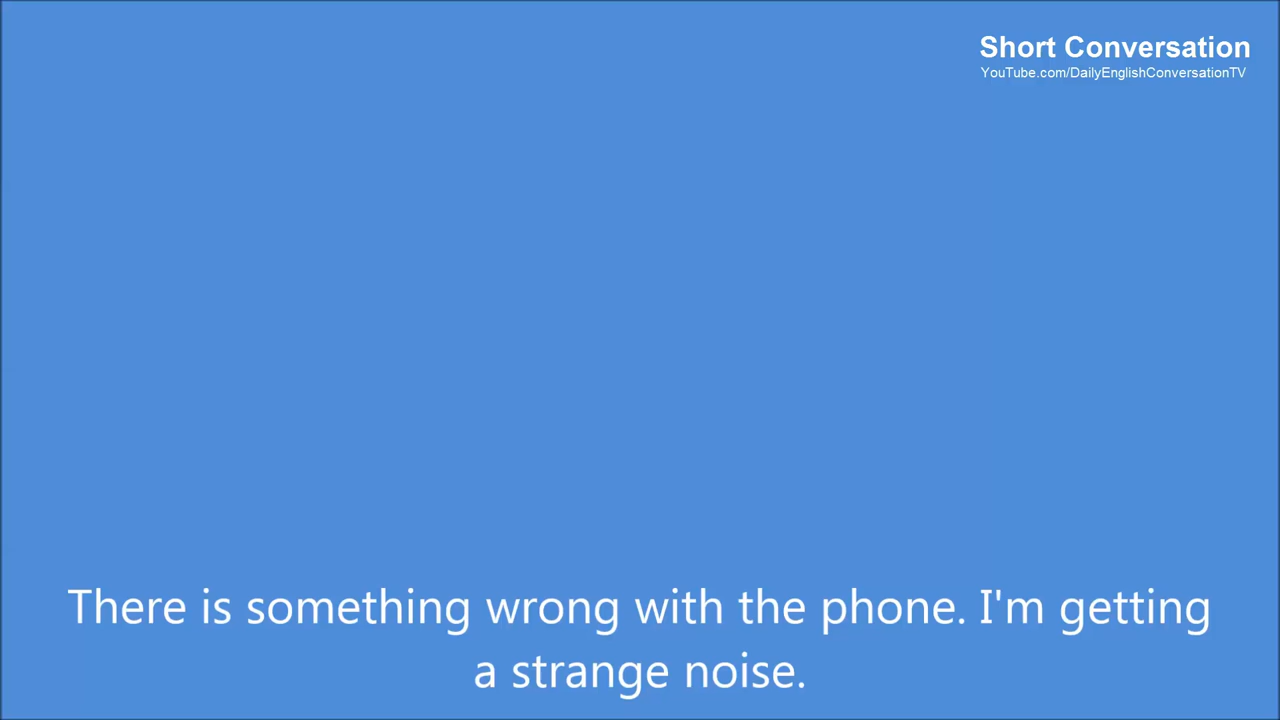 Short Conversation
YouTube.com/DailyEnglishConversationTV
There is something wrong with the phone. I'm getting
a strange noise.